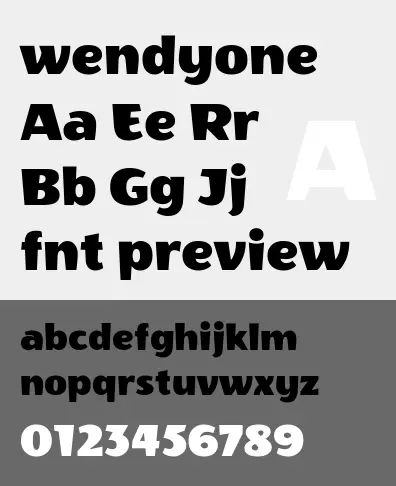 wendyone
Aa Ee Rr
A
Bb Gg Jj
fnt preview
abcdefghijklm
nopqrstuvwxyz
0123456789